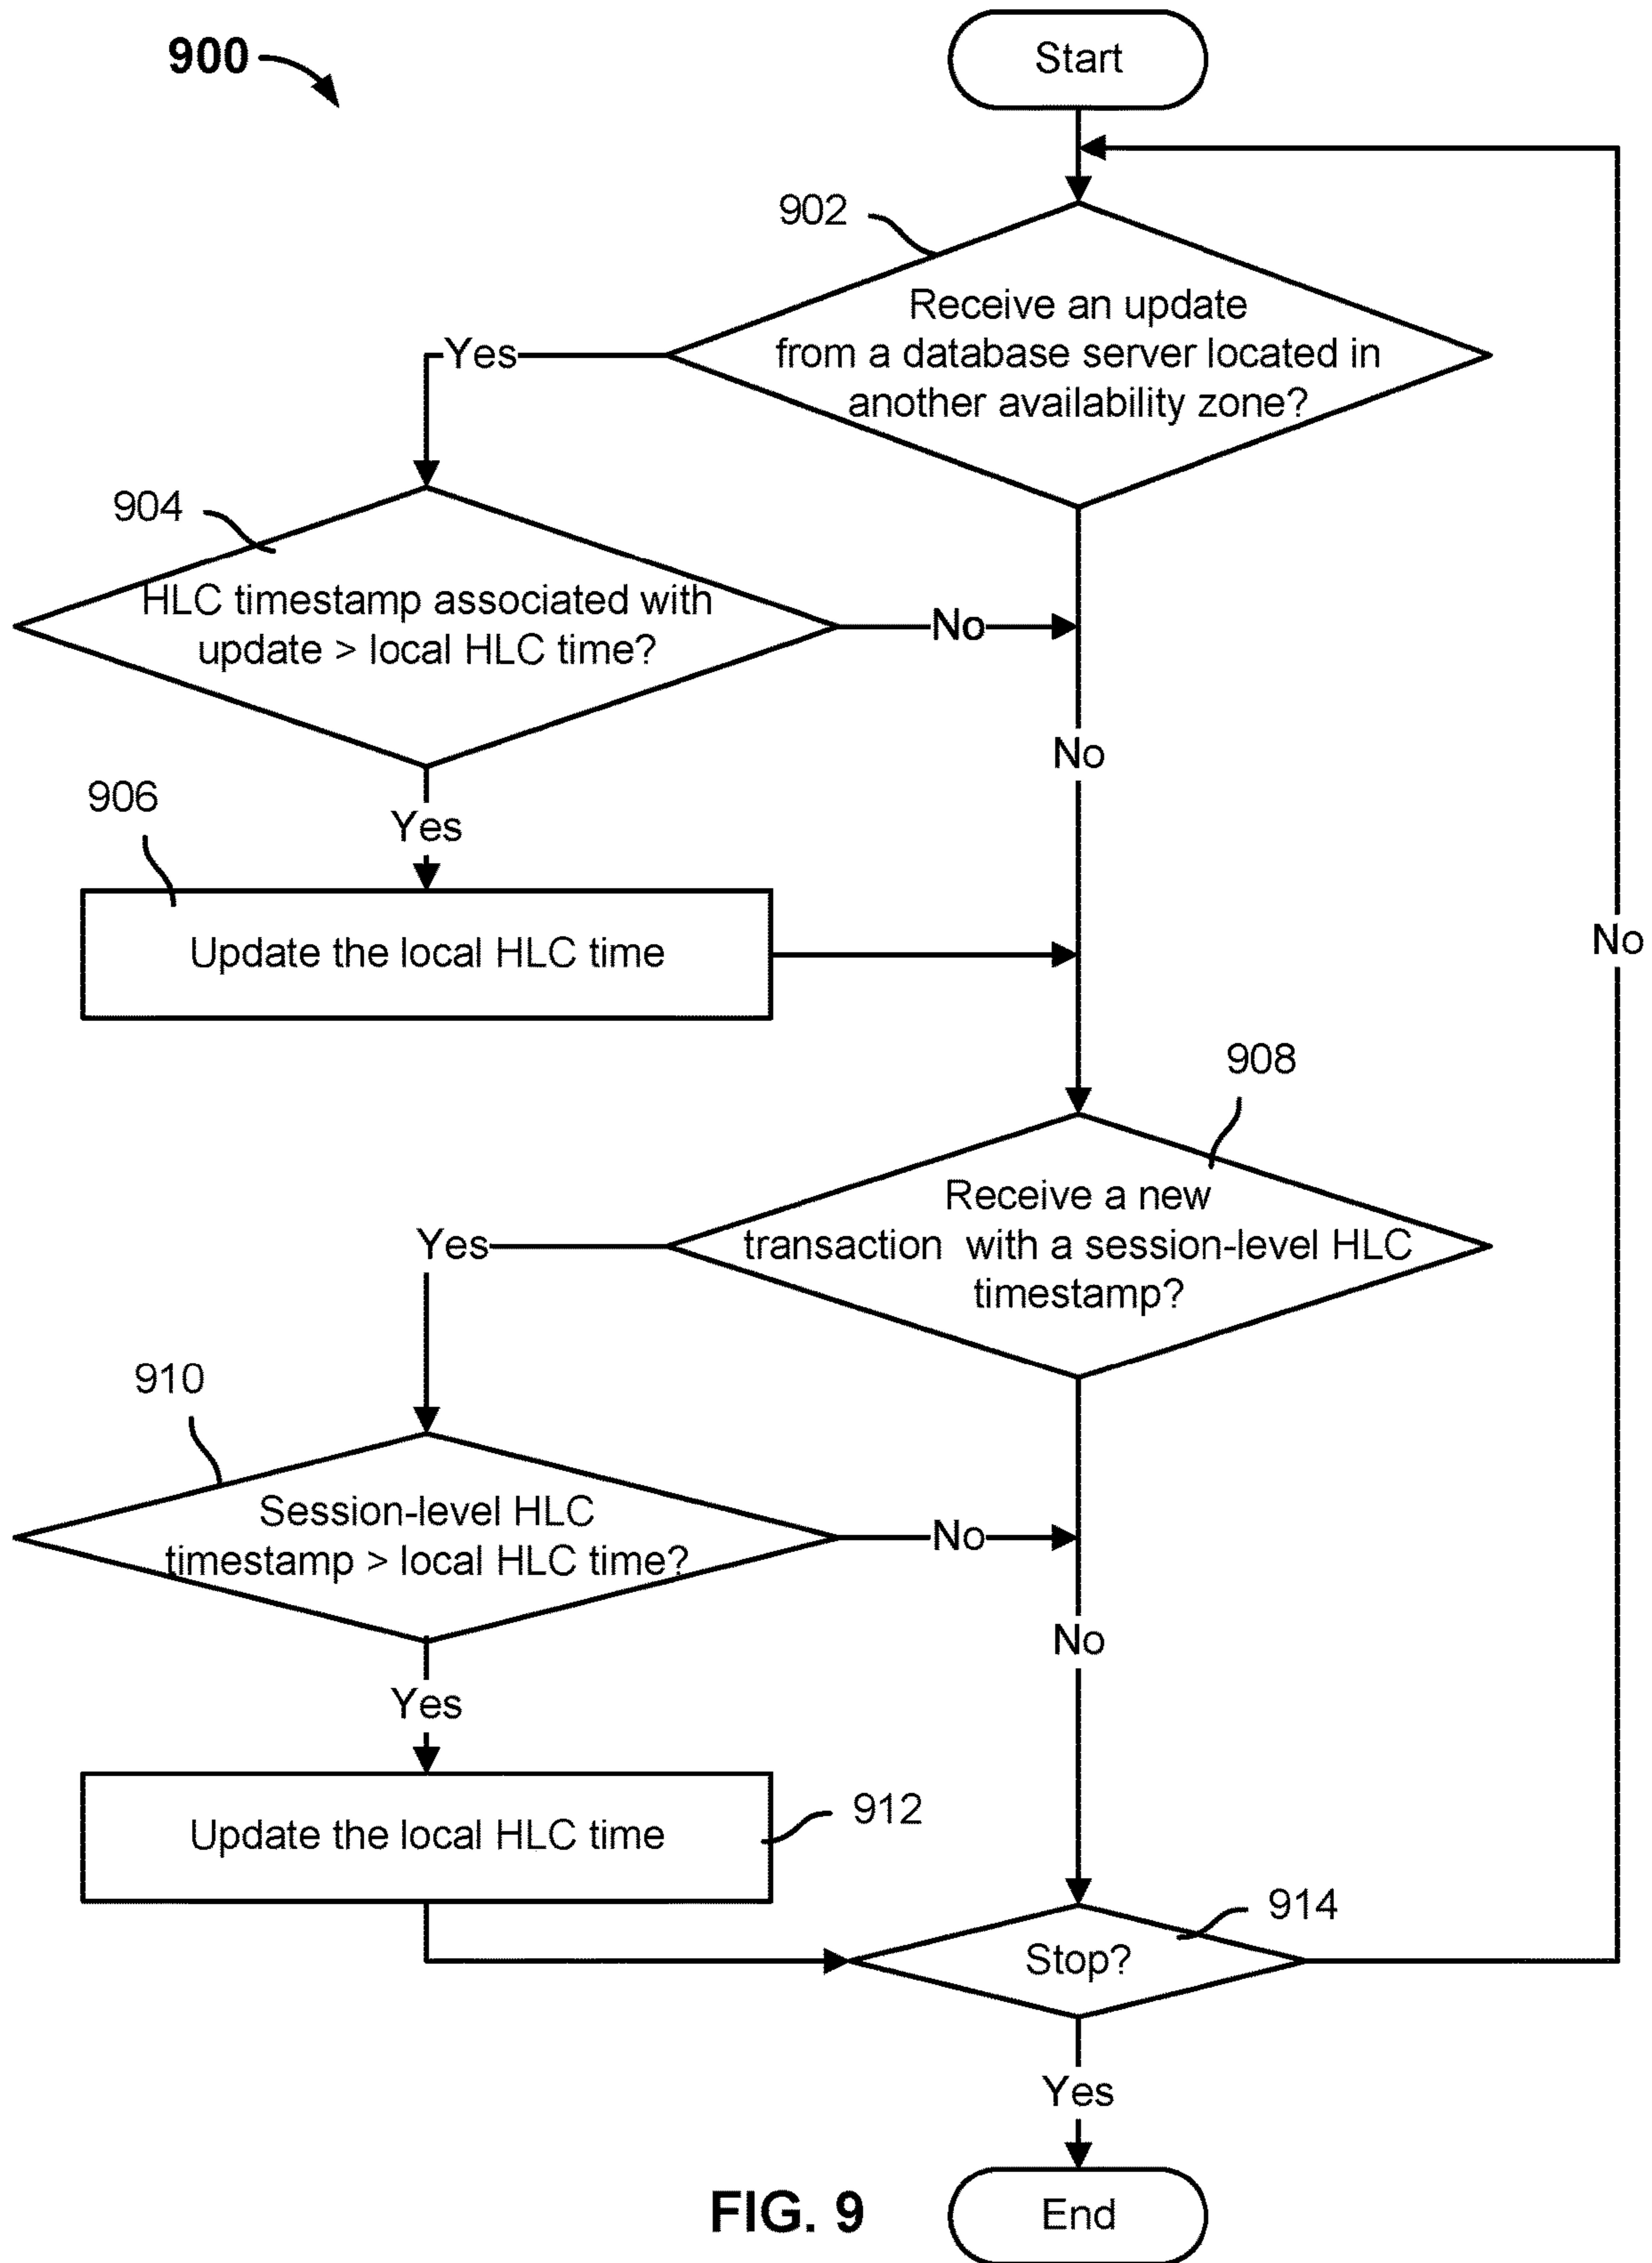 900
Start
902
Receive an update
from a database server located in
another availability zone?
Yes
904
HLC timestamp associated with
update > local HLC time?
No
No
Yes
906
Update the local HLC time
No
908
Receive a new
transaction with a session-level HLC
timestamp?
Yes
910
Session-level HLC
timestamp > local HLC time?
No
No
Yes
912
Update the local HLC time
914
Stop?
Yes
FIG. 9
End